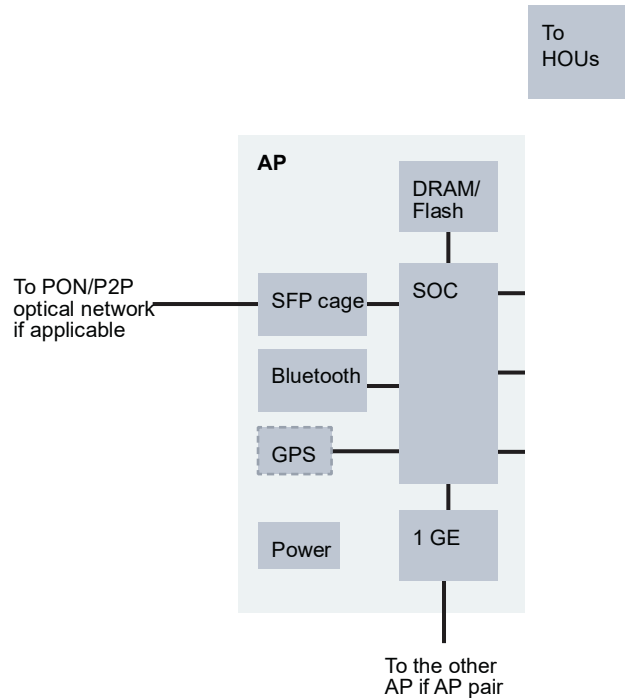 To
HOUs
AP
DRAM/
Flash
To PON/P2P
optical network
if applicable
SFP cage
SOC
Bluetooth
GPS
Power
1 GE
To the other
AP if AP pair